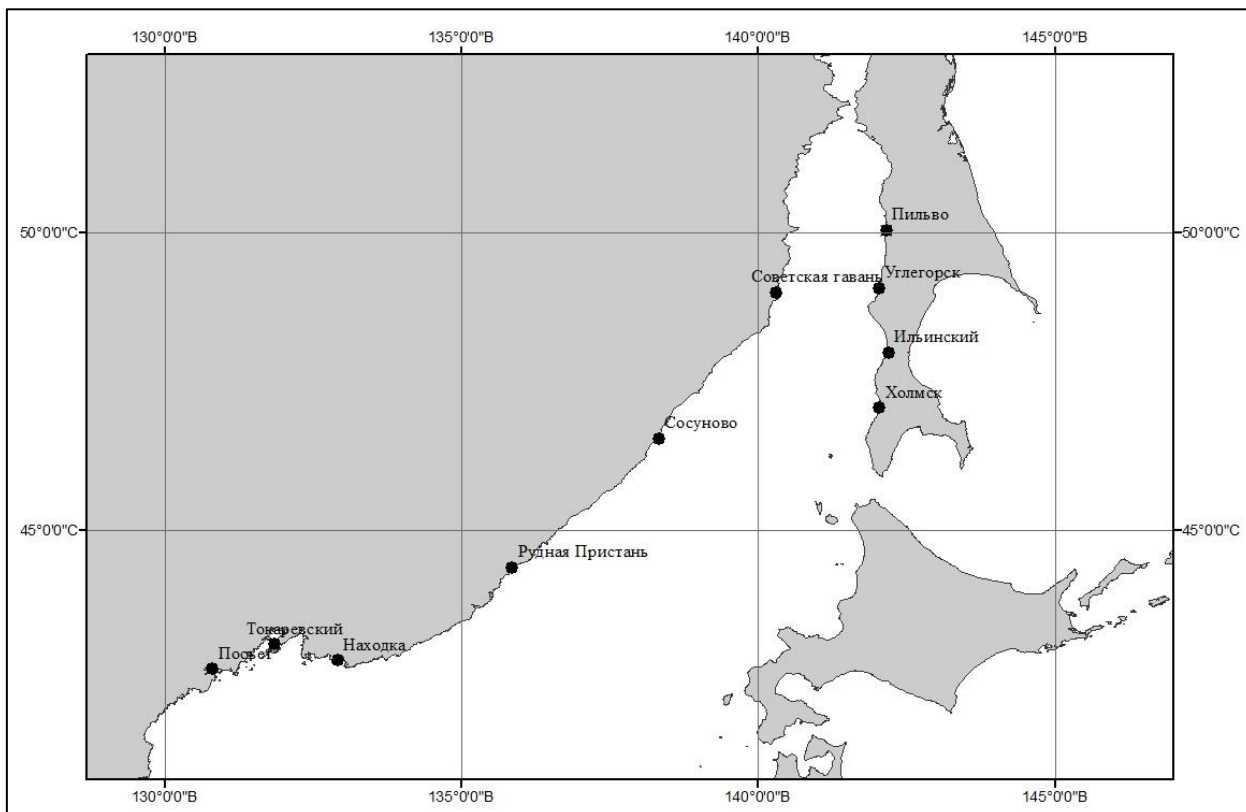 130°0'0"В 135°0'0"В 140°0'0"В 145°0'0"В
Пильво
50°0'0"С 50°0'0"С
Советская гавань Углегорск
Ильинский
Холмск
Сосуново
45°0'0"С 45°0'0"С
Рудная Пристань
Токаревский
Находка
Посьет
130°0'0"В 135°0'0"В 140°0'0"В 145°0'0"В